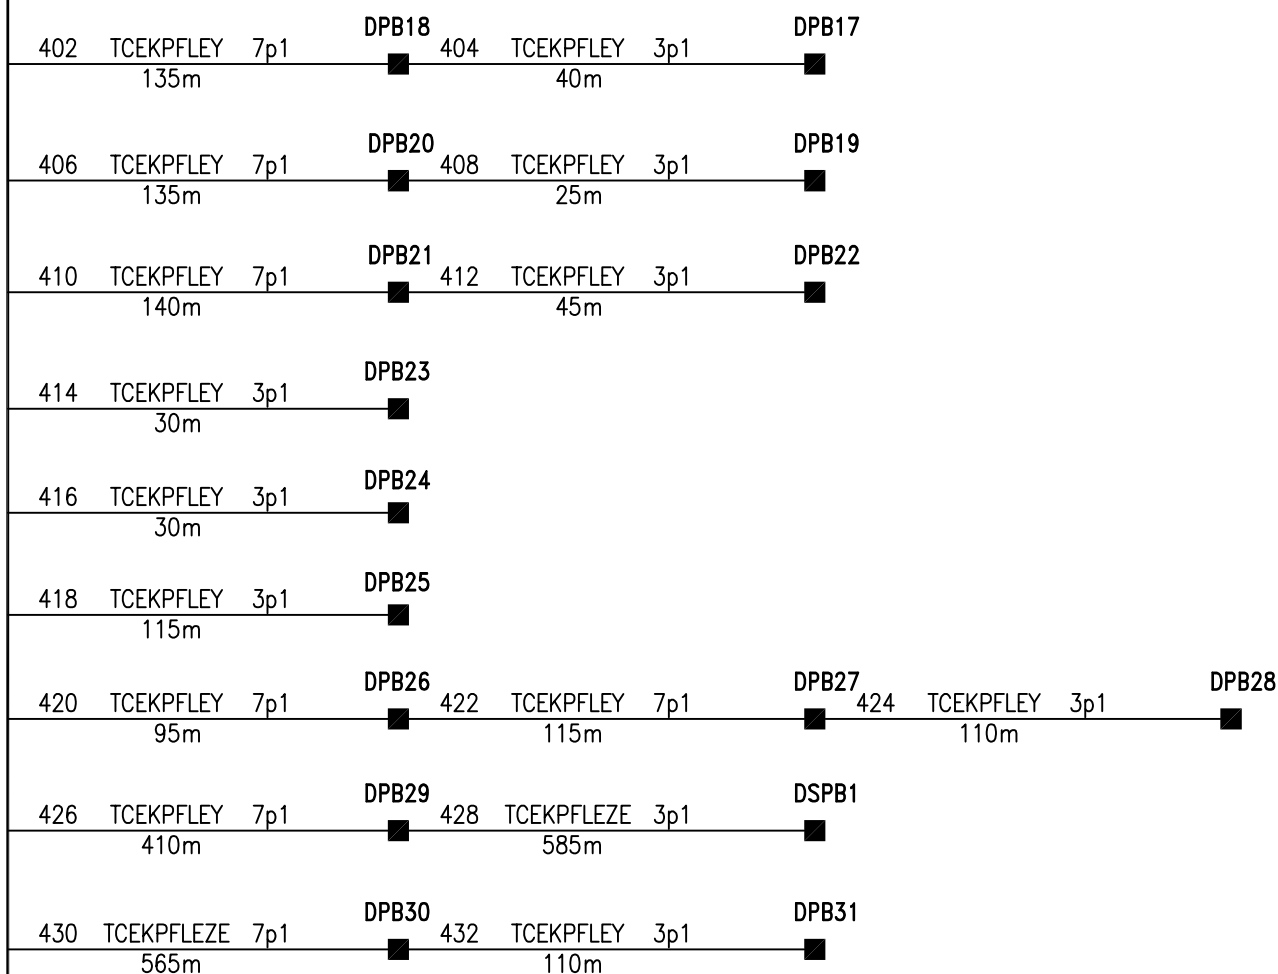 DPB18 DPB17
402 TCEKPFLEY 7p1 404 TCEKPFLEY 3p1
135m 40m
DPB20 DPB19
406 TCEKPFLEY 7p1 408 TCEKPFLEY 3p1
135m 25m
DPB21 DPB22
410 TCEKPFLEY 7p1 412 TCEKPFLEY 3p1
140m 45m
DPB23
414 TCEKPFLEY 3p1
30m
DPB24
416 TCEKPFLEY 3p1
30m
DPB25
418 TCEKPFLEY 3p1
115m
DPB26 DPB27 DPB28
420 TCEKPFLEY 7p1 422 TCEKPFLEY 7p1 424 TCEKPFLEY 3p1
95m 115m 110m
DPB29 DSPB1
426 TCEKPFLEY 7p1 428 TCEKPFLEZE 3p1
410m 585m
DPB30 DPB31
430 TCEKPFLEZE 7p1 432 TCEKPFLEY 3p1
565m 110m